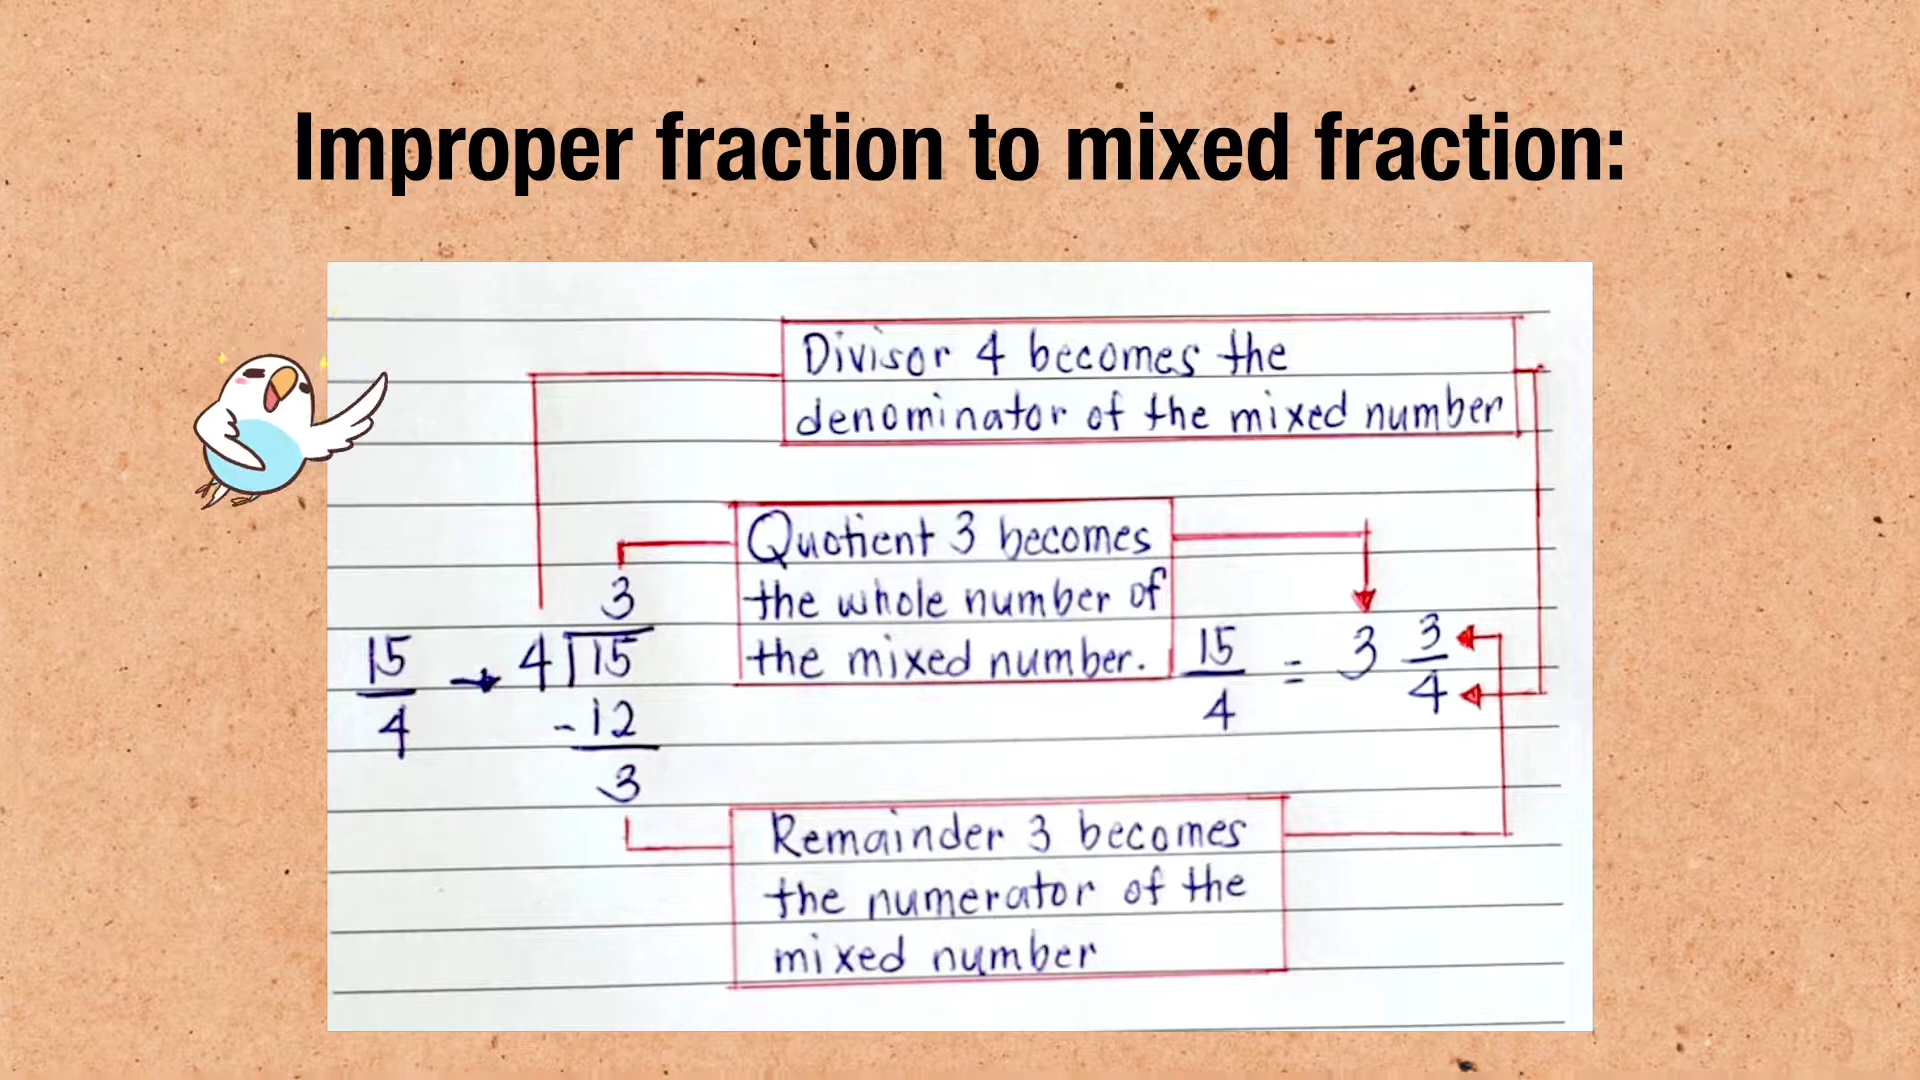 Improper fraction to mixed fraction:
Divisor 4 becomes the
denominator of the mixed number
Quotient 3 becomes
the whole number of
the mixed number.
3
15
4
→ 4 15
-12
3
15
4
= 3 3
4
Remainder 3 becomes
the numerator of the
mixed number